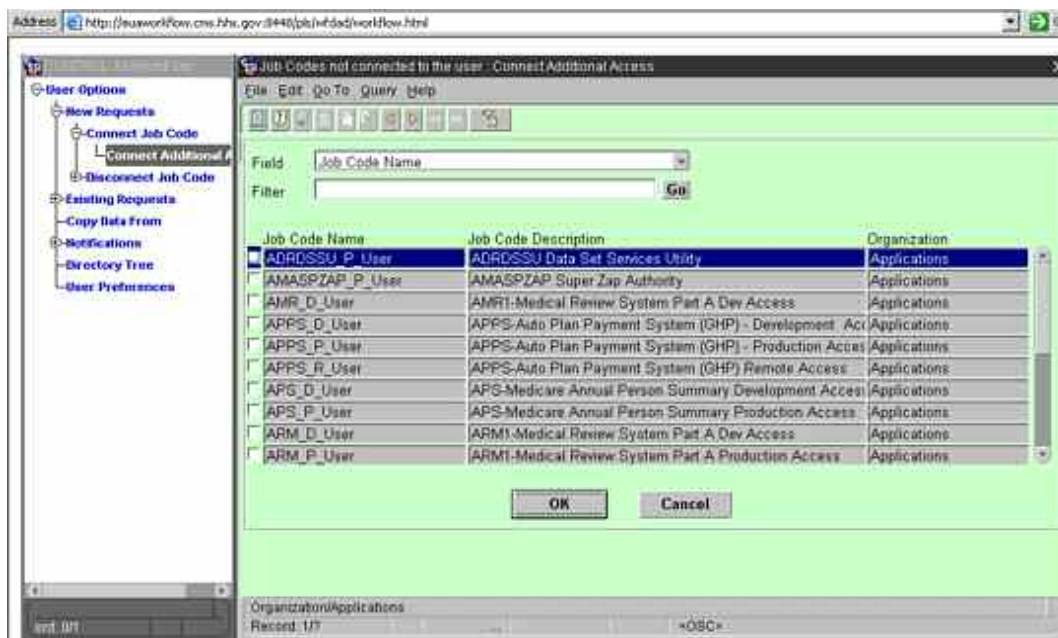 Address http://euaworkflow.cms.hhs.gov:8448/pls/wfdad/workflow.html
Job Codes not connected to the user : Connect Additional Access
User Options
New Requests
Connect Job Code
Connect Additional A
Disconnect Job Code
Existing Requests
Copy Data From
Notifications
Directory Tree
User Preferences
File Edit Go To Query Help
Field Job Code Name
Filter Go
Job Code Name Job Code Description Organization
ADRDSSU_P_User ADRDSSU Data Set Services Utility Applications
AMASPZAP_P_User AMASPZAP Super Zap Authority Applications
AMR_D_User AMR1-Medical Review System Part A Dev Access Applications
APPS_D_User APPS-Auto Plan Payment System (GHP) - Development Acc Applications
APPS_P_User APPS-Auto Plan Payment System (GHP) - Production Acces Applications
APPS_R_User APPS-Auto Plan Payment System (GHP) Remote Access Applications
APS_D_User APS-Medicare Annual Person Summary Development Access Applications
APS_P_User APS-Medicare Annual Person Summary Production Access Applications
ARM_D_User ARM1-Medical Review System Part A Dev Access Applications
ARM_P_User ARM1-Medical Review System Part A Production Access Applications
OK Cancel
Organization/Applications
Record: 1/? ... <OSC>